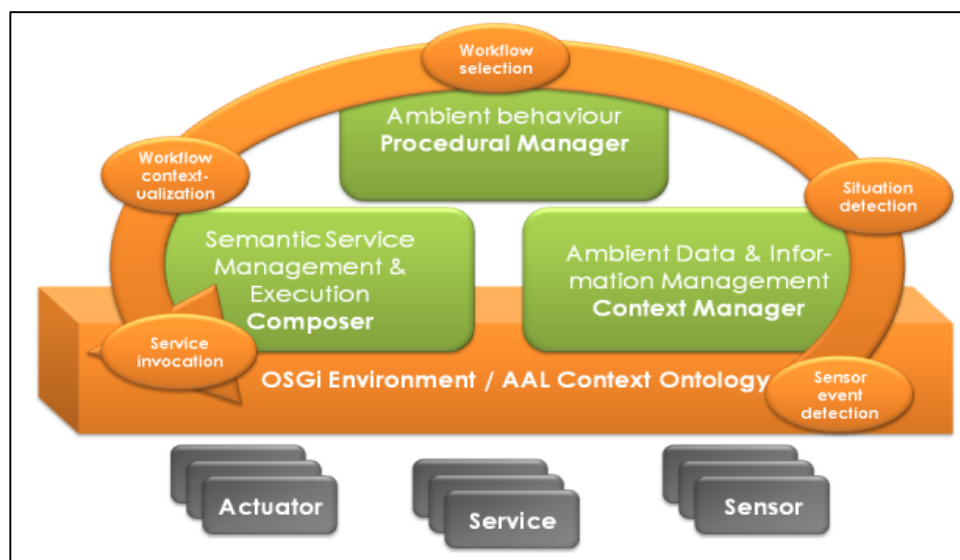 Workflow
selection
Ambient behaviour
Procedural Manager
Workflow
context-
ualization
Situation
detection
Semantic Service
Management &
Execution
Composer
Ambient Data & Infor-
mation Management
Context Manager
Service
invocation
OSGi Environment / AAL Context Ontology
Sensor
event
detection
Actuator
Service
Sensor